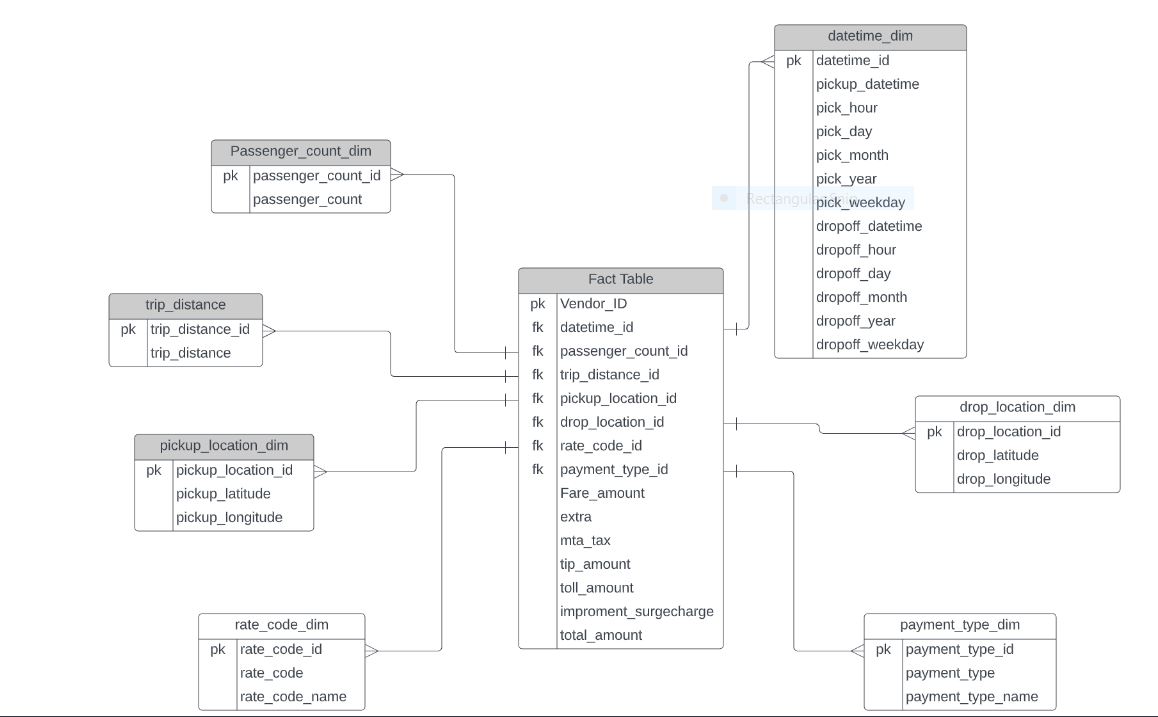 datetime_dim
pk datetime_id
pickup_datetime
pick_hour
pick_day
pick_month
pick_year
pick_weekday
dropoff_datetime
dropoff_hour
dropoff_day
dropoff_month
dropoff_year
dropoff_weekday
Passenger_count_dim
pk passenger_count_id
passenger_count
trip_distance
pk trip_distance_id
trip_distance
pickup_location_dim
pk pickup_location_id
pickup_latitude
pickup_longitude
rate_code_dim
pk rate_code_id
rate_code
rate_code_name
Fact Table
pk Vendor_ID
fk datetime_id
fk passenger_count_id
fk trip_distance_id
fk pickup_location_id
fk drop_location_id
fk rate_code_id
fk payment_type_id
Fare_amount
extra
mta_tax
tip_amount
toll_amount
improment_surgecharge
total_amount
drop_location_dim
pk drop_location_id
drop_latitude
drop_longitude
payment_type_dim
pk payment_type_id
payment_type
payment_type_name